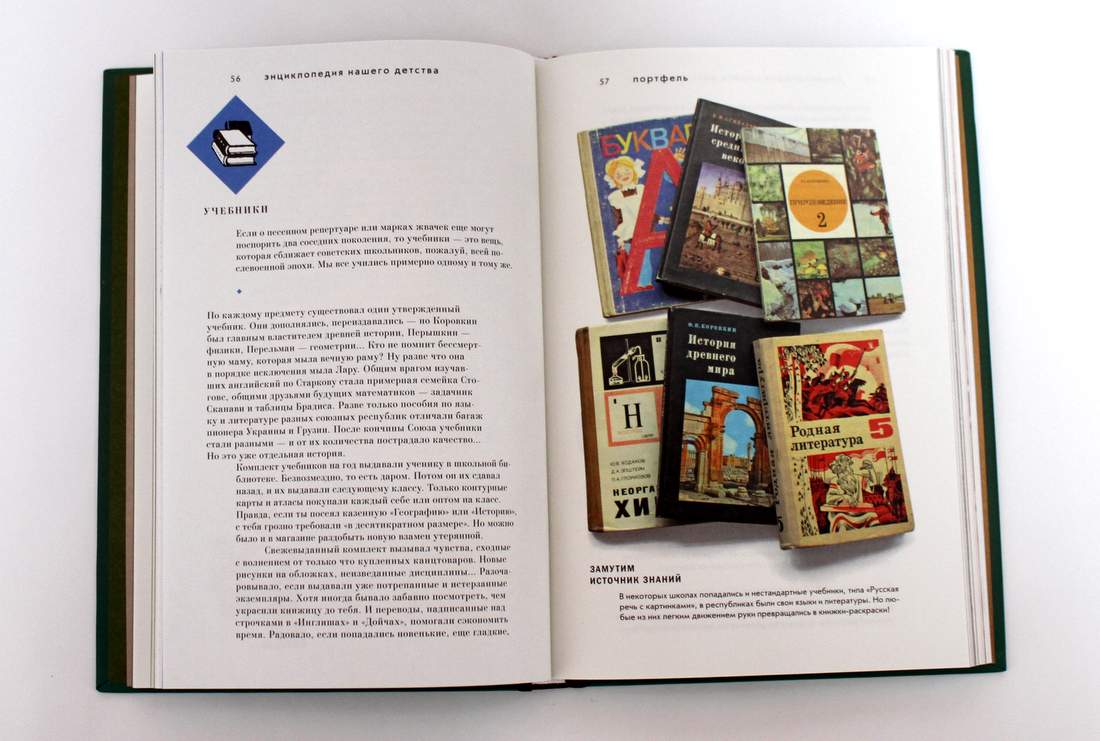 56 энциклопедия нашего детства
УЧЕБНИКИ
Если о песенном репертуаре или марках жвачек еще могут
поспорить два соседних поколения, то учебники — это вещь,
которая сближает советских школьников, пожалуй, всей по-
слевоенной эпохи. Мы все учились примерно одному и тому же.
По каждому предмету существовал один утвержденный
учебник. Они дополнялись, переиздавались — но Коровкин
был главным властителем древней истории, Перышкин —
физики, Перельман — геометрии... Кто не помнит бессмерт-
ную маму, которая мыла вечную раму? Ну разве что она
в порядке исключения мыла Лару. Общим врагом изучав-
ших английский по Старкову стала примерная семейка Сто-
гове, общими друзьями будущих математиков — задачник
Сканави и таблицы Брадиса. Разве только пособия по язы-
ку и литературе разных союзных республик отличали багаж
пионера Украины и Грузии. После кончины Союза учебники
стали разными — и от их количества пострадало качество...
Но это уже отдельная история.
Комплект учебников на год выдавали ученику в школьной би-
блиотеке. Безвозмездно, то есть даром. Потом он их сдавал
назад, и их выдавали следующему классу. Только контурные
карты и атласы покупали каждый себе или оптом на класс.
Правда, если ты посеял казенную «Географию» или «Историю»,
с тебя грозно требовали «в десятикратном размере». Но можно
было и в магазине раздобыть новую взамен утерянной.
Свежевыданный комплект вызывал чувства, сходные
с волнением от только что купленных канцтоваров. Новые
рисунки на обложках, неизведанные дисциплины... Разоча-
ровывало, если выдавали уже потрепанные и истерзанные
экземпляры. Хотя иногда бывало забавно посмотреть, чем
украсили книжицу до тебя. И переводы, надписанные над
строчками в «Инглишах» и «Дойчах», помогали сэкономить
время. Радовало, если попадались новенькие, еще гладкие,
57 портфель
БУКВАР
А
Истор
средни
веко
ПРИРОДОВЕДЕНИЕ
2
Н
Ю.В. ХОДАКОВ
Д.А. ЭПШТЕЙН
П.А. ГЛОРИОЗОВ
НЕОРГА
ХИ
Ф. П. КОРОВКИН
История
древнего
мира
Родная
литература 5
5
ЗАМУТИМ
ИСТОЧНИК ЗНАНИЙ
В некоторых школах попадались и нестандартные учебники, типа «Русская
речь с картинками», в республиках были свои языки и литературы. Но лю-
бые из них легким движением руки превращались в книжки-раскраски!